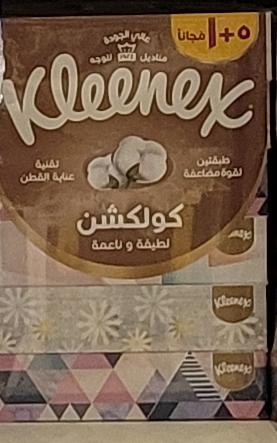 ٥+١ مجاناً
عالي الجودة
مناديل للوجه
Kleenex
طبقتين
لقوة مضاعفة
تقنية
عناية القطن
كولكشن
لطيفة و ناعمة
Kleenex
Kleenex
Kleenex